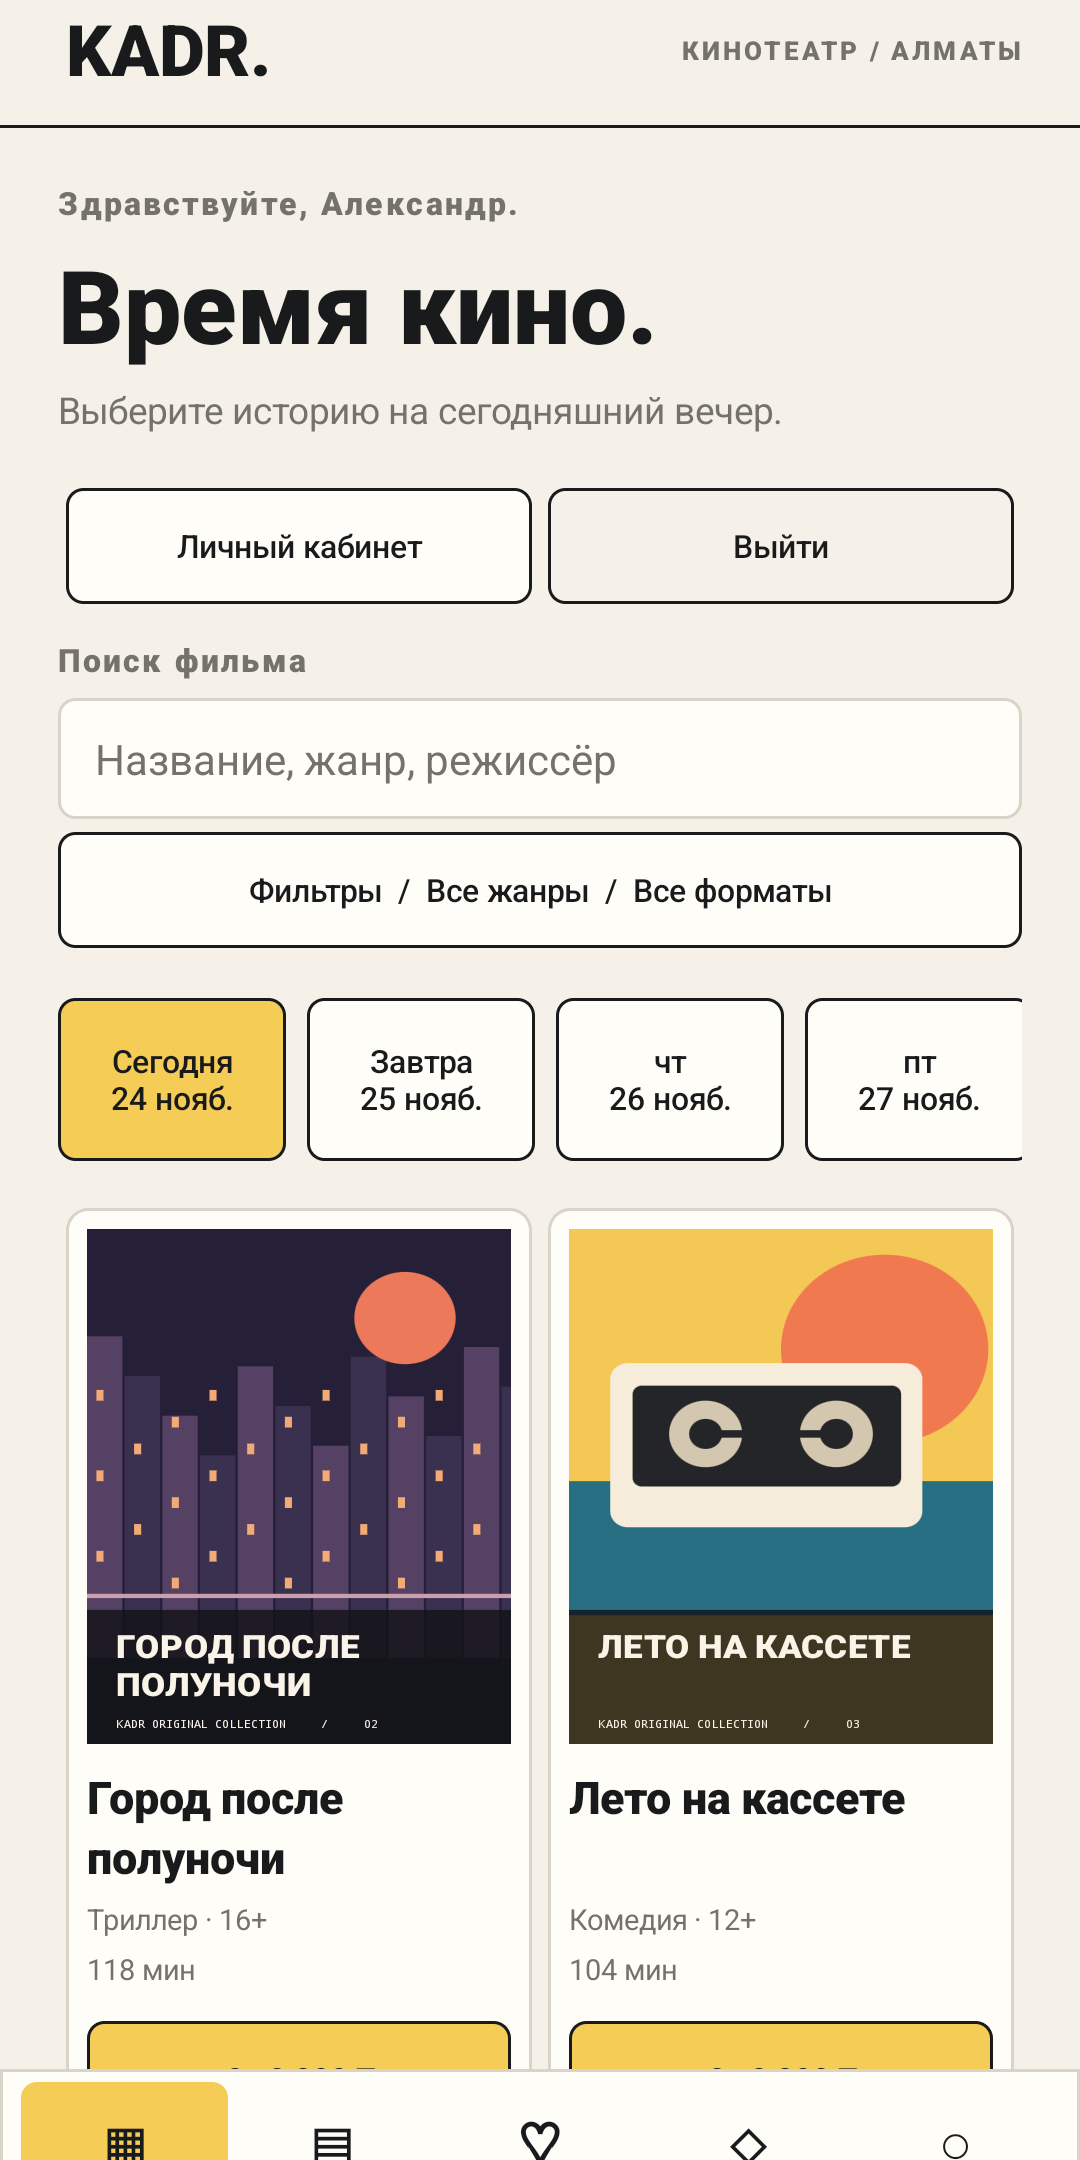 KADR.
КИНОТЕАТР / АЛМАТЫ
Здравствуйте, Александр.
Время кино.
Выберите историю на сегодняшний вечер.
Личный кабинет
Выйти
Поиск фильма
Название, жанр, режиссёр
Фильтры / Все жанры / Все форматы
Сегодня
24 нояб.
Завтра
25 нояб.
чт
26 нояб.
пт
27 нояб.
ГОРОД ПОСЛЕ
ПОЛУНОЧИ
KADR ORIGINAL COLLECTION / 02
ЛЕТО НА КАССЕТЕ
KADR ORIGINAL COLLECTION / 03
Город после
полуночи
Триллер · 16+
118 мин
Лето на кассете
Комедия · 12+
104 мин